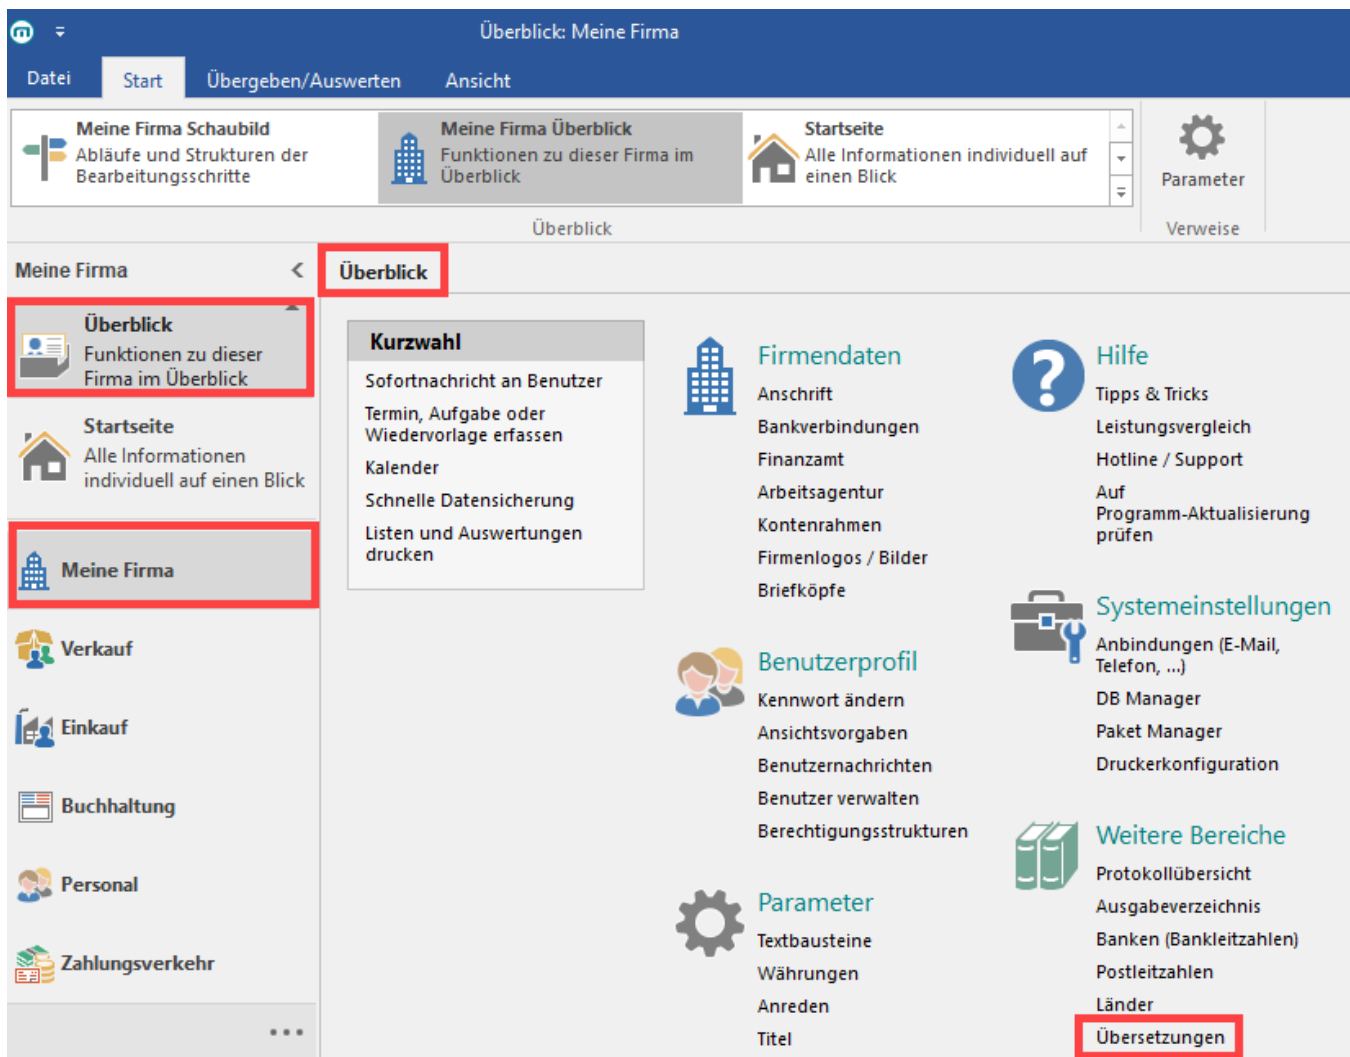 Überblick: Meine Firma
Datei
Start
Übergeben/Auswerten
Ansicht
Meine Firma Schaubild
Abläufe und Strukturen der
Bearbeitungsschritte
Meine Firma Überblick
Funktionen zu dieser Firma im
Überblick
Startseite
Alle Informationen individuell auf
einen Blick
Parameter
Überblick
Verweise
Meine Firma
Überblick
Funktionen zu dieser
Firma im Überblick
Startseite
Alle Informationen
individuell auf einen Blick
Meine Firma
Verkauf
Einkauf
Buchhaltung
Personal
Zahlungsverkehr
Überblick
Kurzwahl
Sofortnachricht an Benutzer
Termin, Aufgabe oder
Wiedervorlage erfassen
Kalender
Schnelle Datensicherung
Listen und Auswertungen
drucken
Firmendaten
Anschrift
Bankverbindungen
Finanzamt
Arbeitsagentur
Kontenrahmen
Firmenlogos / Bilder
Briefköpfe
Benutzerprofil
Kennwort ändern
Ansichtsvorgaben
Benutzernachrichten
Benutzer verwalten
Berechtigungsstrukturen
Parameter
Textbausteine
Währungen
Anreden
Titel
Hilfe
Tipps & Tricks
Leistungsvergleich
Hotline / Support
Auf
Programm-Aktualisierung
prüfen
Systemeinstellungen
Anbindungen (E-Mail,
Telefon, ...)
DB Manager
Paket Manager
Druckerkonfiguration
Weitere Bereiche
Protokollübersicht
Ausgabeverzeichnis
Banken (Bankleitzahlen)
Postleitzahlen
Länder
Übersetzungen